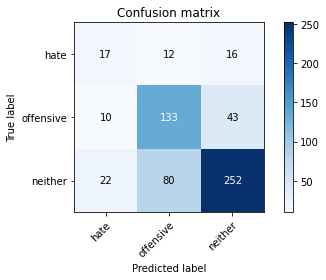 Confusion matrix
hate 17 12 16
offensive 10 133 43
neither 22 80 252
hate offensive neither
True label
Predicted label
250
200
150
100
50